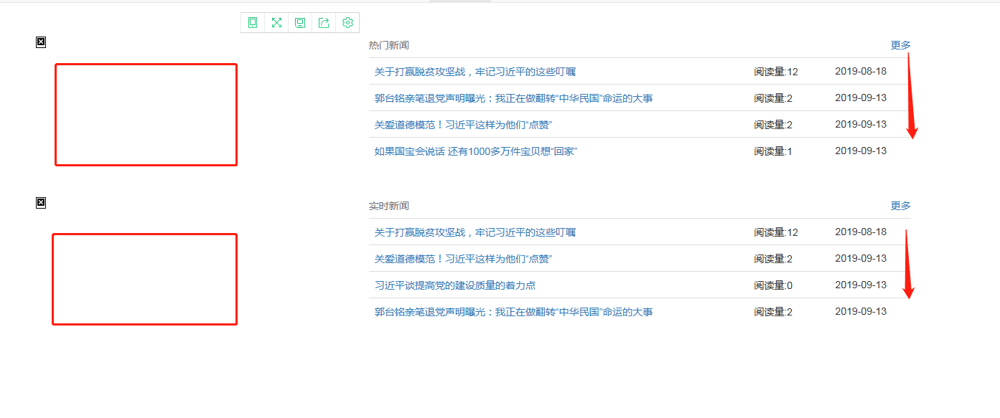 热门新闻 更多
关于打赢脱贫攻坚战，牢记习近平的这些叮嘱 阅读量:12 2019-08-18
郭台铭亲笔退党声明曝光：我正在做翻转“中华民国”命运的大事 阅读量:2 2019-09-13
关爱道德模范！习近平这样为他们“点赞” 阅读量:2 2019-09-13
如果国宝会说话 还有1000多万件宝贝想“回家” 阅读量:1 2019-09-13
实时新闻 更多
关于打赢脱贫攻坚战，牢记习近平的这些叮嘱 阅读量:12 2019-08-18
关爱道德模范！习近平这样为他们“点赞” 阅读量:2 2019-09-13
习近平谈提高党的建设质量的着力点 阅读量:0 2019-09-13
郭台铭亲笔退党声明曝光：我正在做翻转“中华民国”命运的大事 阅读量:2 2019-09-13